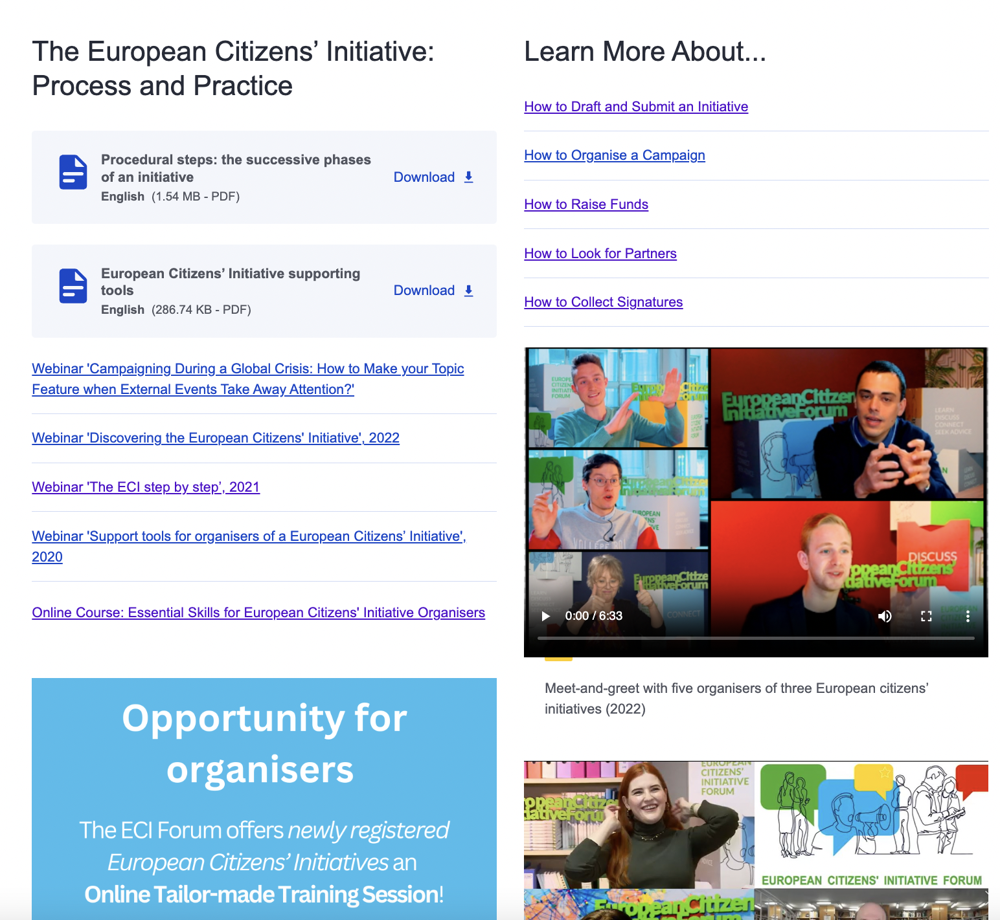 The European Citizens’ Initiative:
Process and Practice
Procedural steps: the successive phases
of an initiative
English (1.54 MB - PDF)
Download
European Citizens’ Initiative supporting
tools
English (286.74 KB - PDF)
Download
Webinar 'Campaigning During a Global Crisis: How to Make your Topic
Feature when External Events Take Away Attention?'
Webinar 'Discovering the European Citizens' Initiative', 2022
Webinar 'The ECI step by step’, 2021
Webinar 'Support tools for organisers of a European Citizens’ Initiative',
2020
Online Course: Essential Skills for European Citizens' Initiative Organisers
Opportunity for
organisers
The ECI Forum offers newly registered
European Citizens’ Initiatives an
Online Tailor-made Training Session!
Learn More About...
How to Draft and Submit an Initiative
How to Organise a Campaign
How to Raise Funds
How to Look for Partners
How to Collect Signatures
EuropeanCitizen
InitiativeForum
LEARN
DISCUSS
CONNECT
SEEK ADVICE
DISCUSS
CONNECT
0:00 / 6:33
Meet-and-greet with five organisers of three European citizens’
initiatives (2022)
EUROPEAN
CITIZENS'
INITIATIVE
FORUM
EUROPEAN CITIZENS' INITIATIVE FORUM